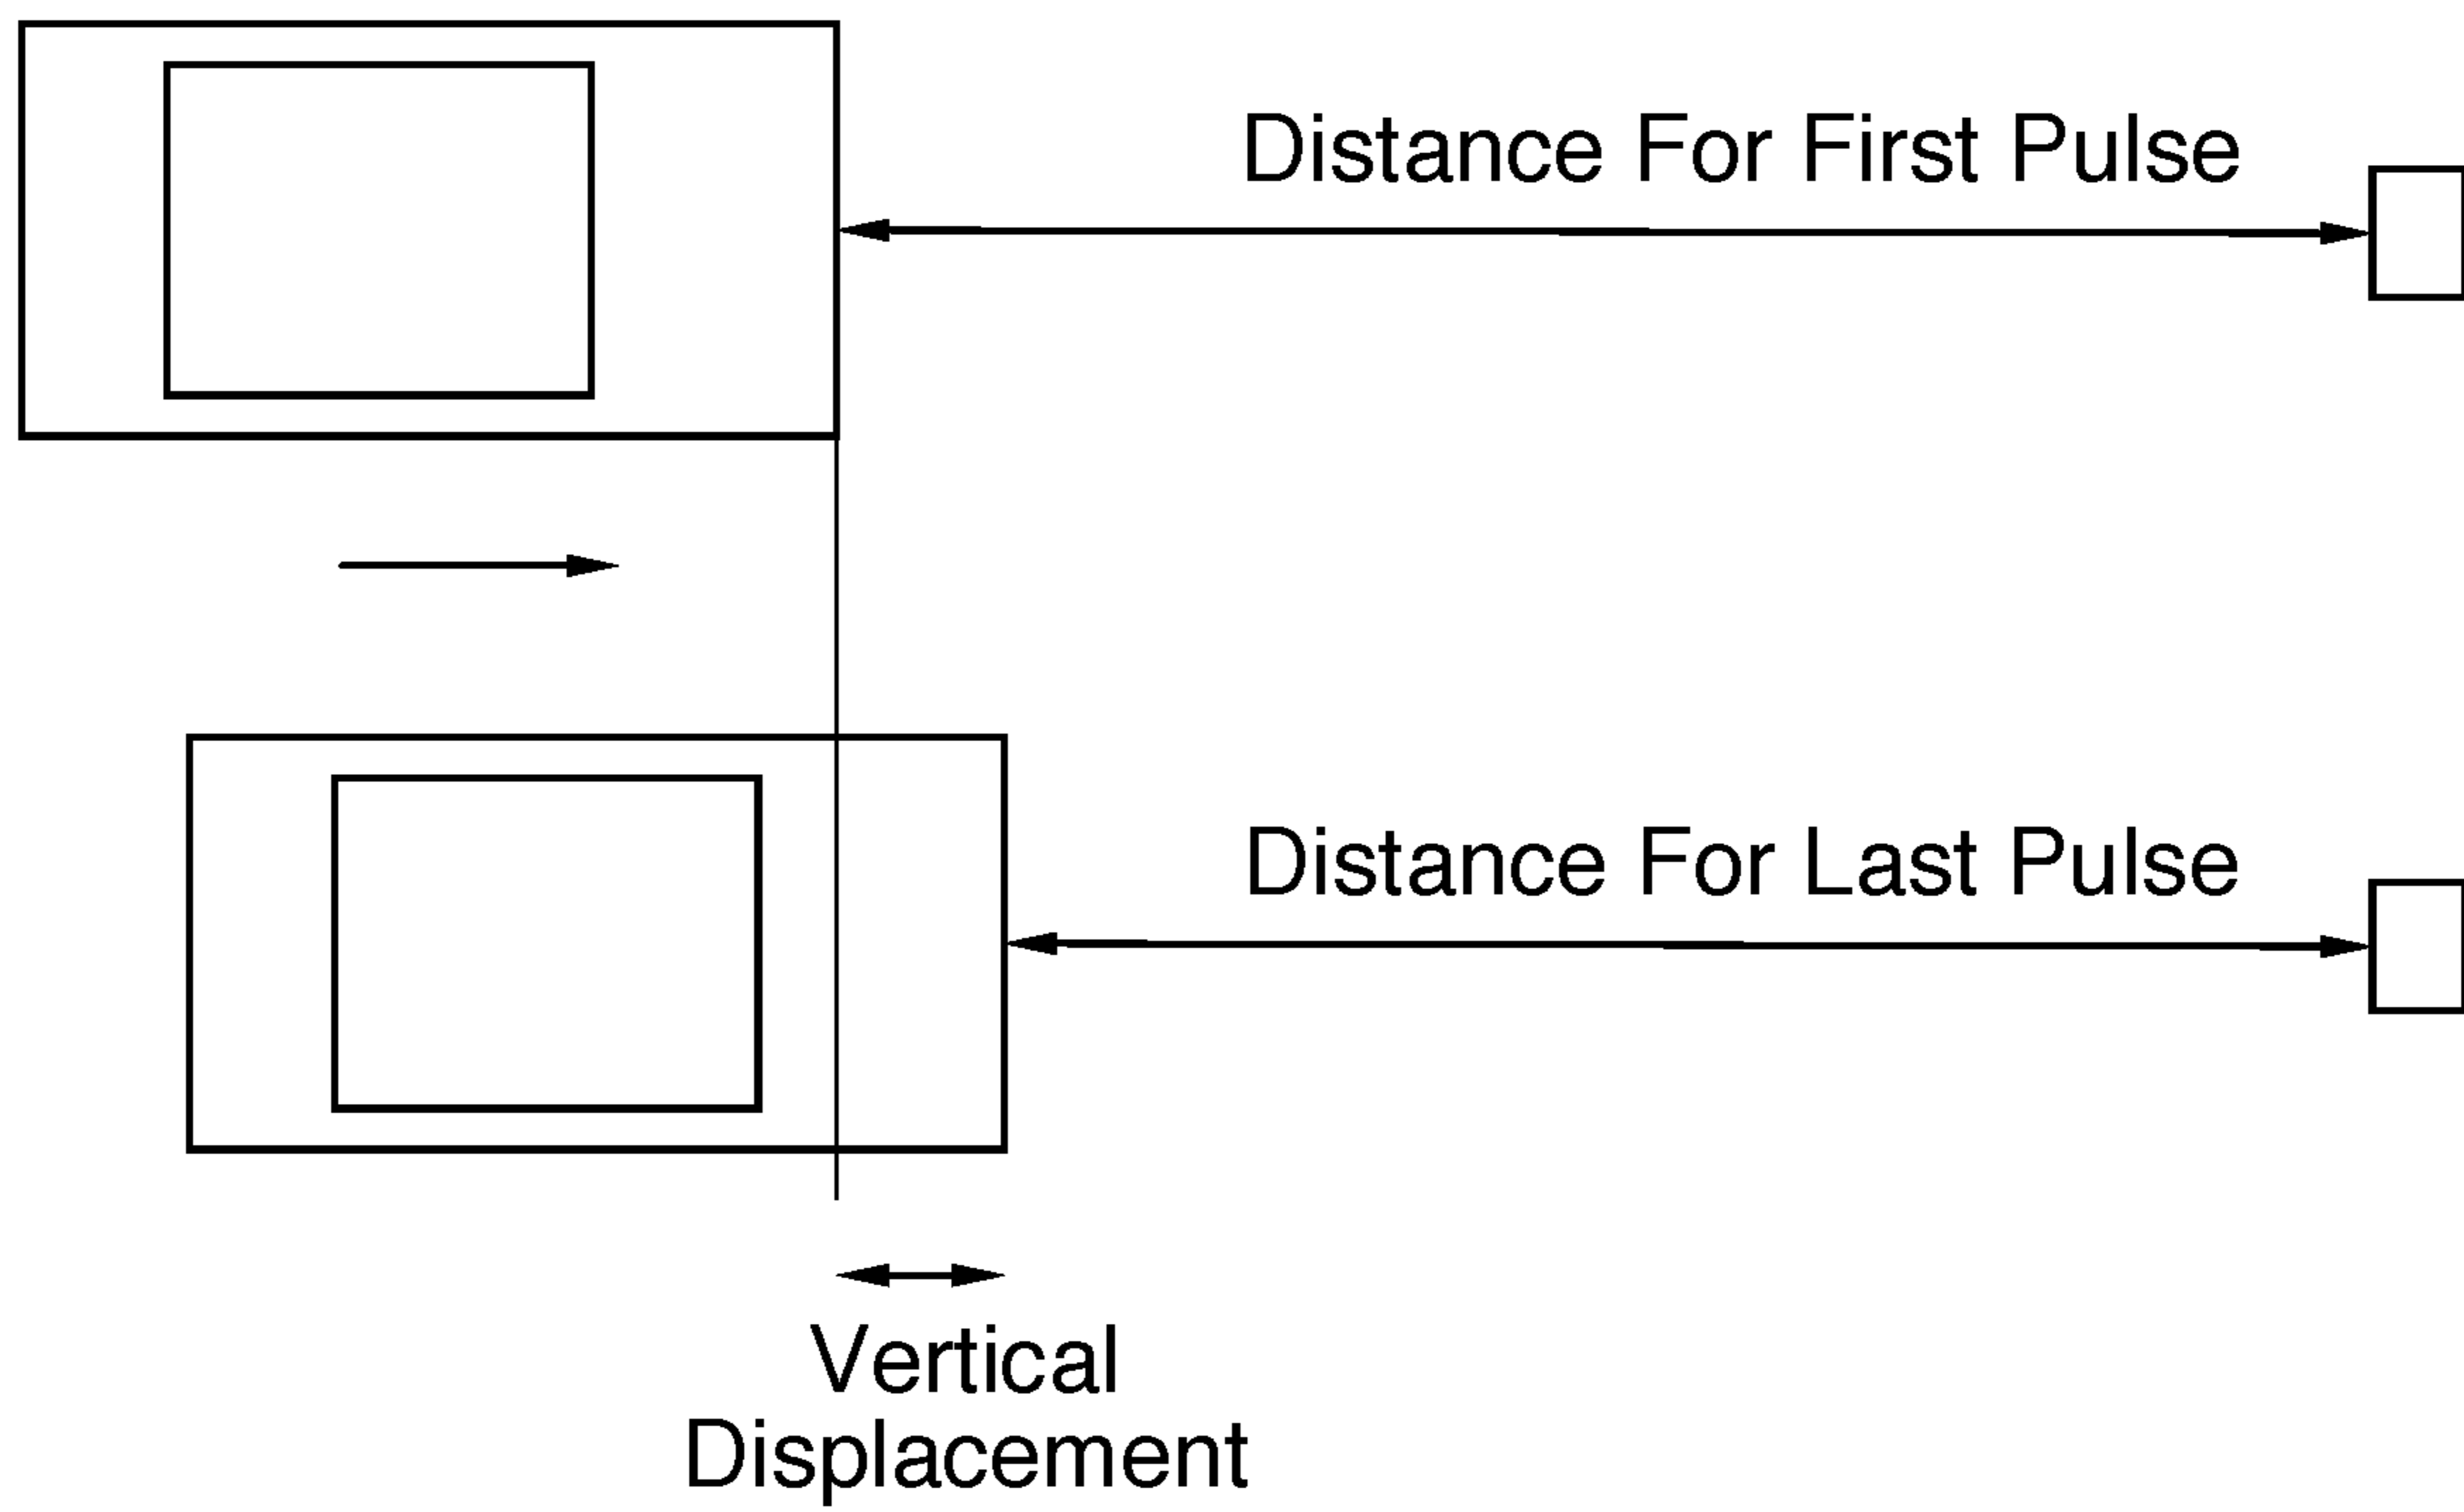 Distance For First Pulse
Distance For Last Pulse
Vertical
Displacement